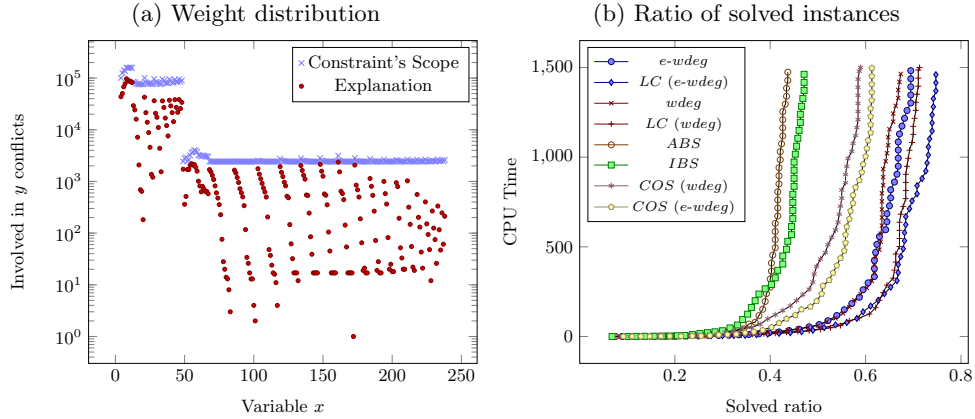 (a) Weight distribution
Involved in y conflicts
10^5
10^4
10^3
10^2
10^1
10^0
Constraint's Scope
Explanation
0 50 100 150 200 250
Variable x
(b) Ratio of solved instances
CPU Time
1,500
1,000
500
0
e-wdeg
LC (e-wdeg)
wdeg
LC (wdeg)
ABS
IBS
COS (wdeg)
COS (e-wdeg)
0.2 0.4 0.6 0.8
Solved ratio